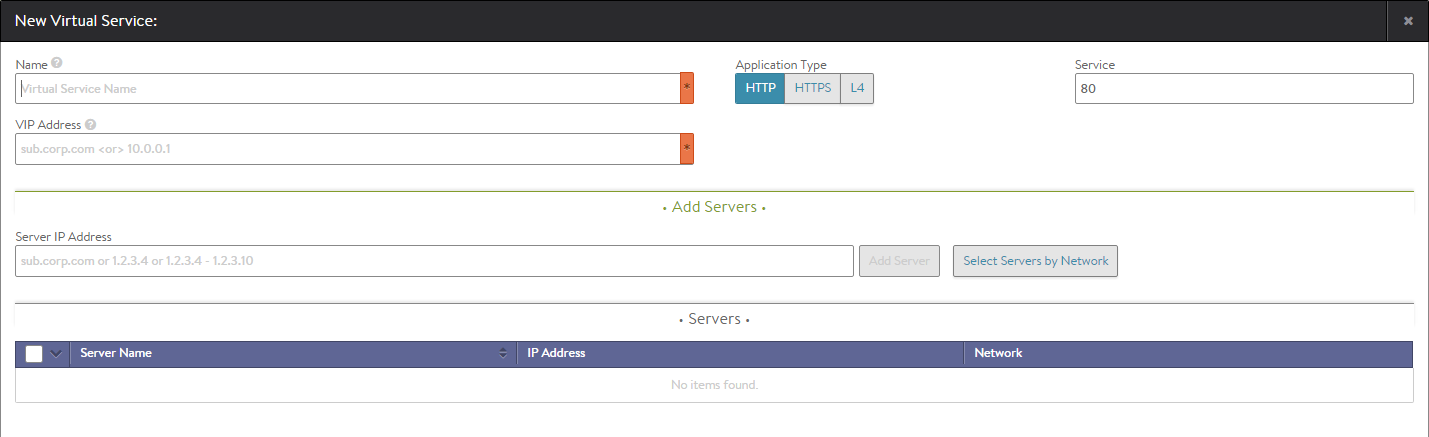 New Virtual Service:
Name
Application Type
Service
Virtual Service Name *
HTTP HTTPS L4
80
VIP Address
sub.corp.com <or> 10.0.0.1 *
• Add Servers •
Server IP Address
sub.corp.com or 1.2.3.4 or 1.2.3.4 - 1.2.3.10
Add Server
Select Servers by Network
• Servers •
Server Name IP Address Network
No items found.